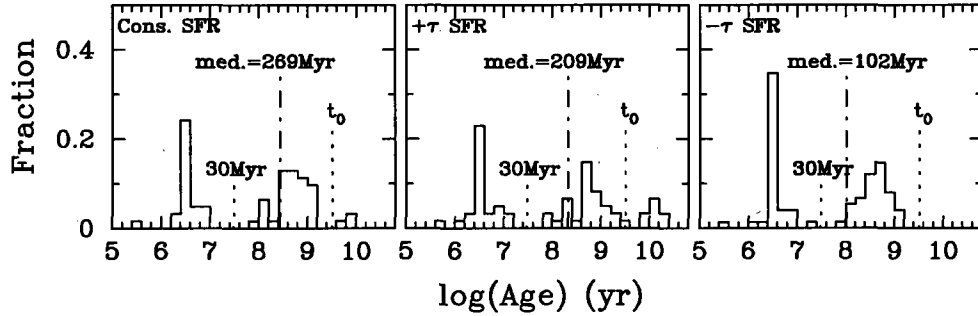 Cons. SFR
med.=269Myr
t₀
30Myr
+τ SFR
med.=209Myr
t₀
30Myr
−τ SFR
med.=102Myr
t₀
30Myr
Fraction
0.4
0.2
0
5 6 7 8 9 10
5 6 7 8 9 10
5 6 7 8 9 10
log(Age) (yr)